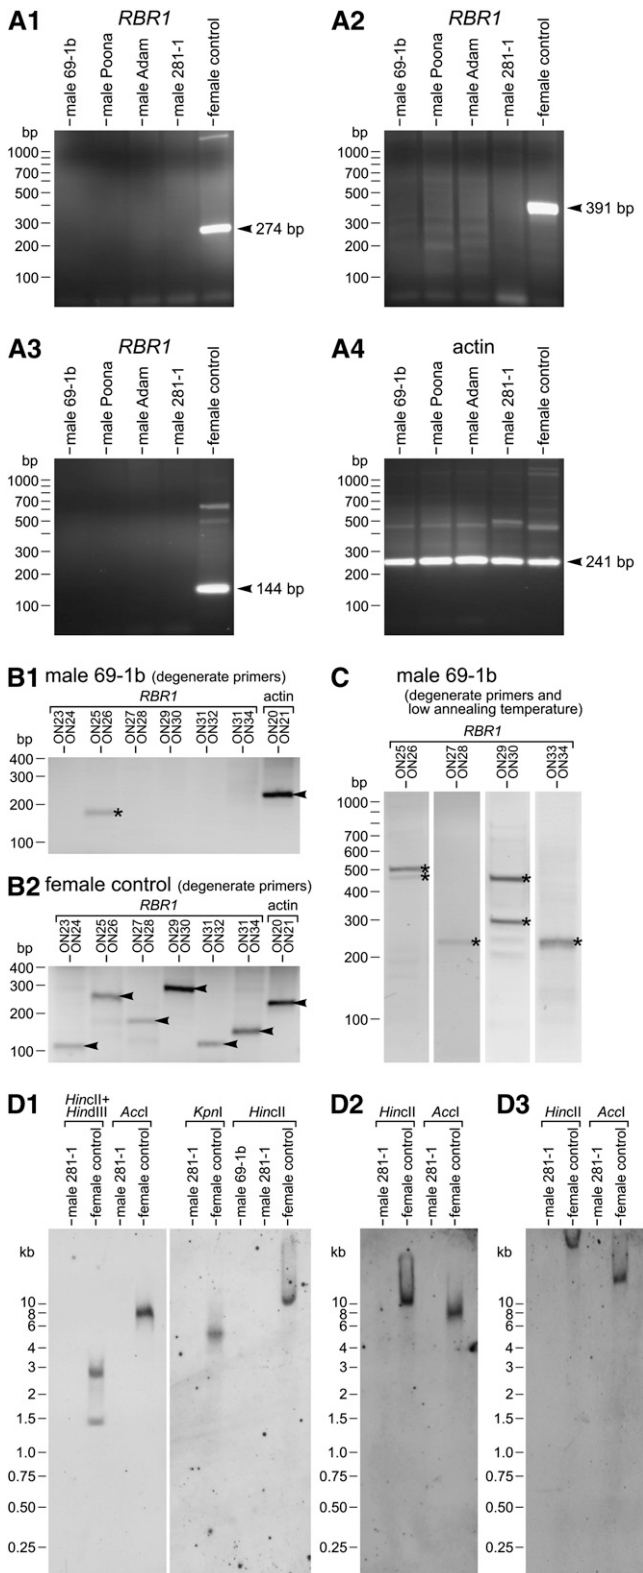 A1
RBR1
male 69-1b
male Poona
male Adam
male 281-1
female control
bp
1000
700
500
300
200
100
274 bp
A2
RBR1
male 69-1b
male Poona
male Adam
male 281-1
female control
bp
1000
700
500
300
200
100
391 bp
A3
RBR1
male 69-1b
male Poona
male Adam
male 281-1
female control
bp
1000
700
500
300
200
100
144 bp
A4
actin
male 69-1b
male Poona
male Adam
male 281-1
female control
bp
1000
700
500
300
200
100
241 bp
B1 male 69-1b (degenerate primers)
RBR1 actin
ON23
ON24
ON25
ON26
ON27
ON28
ON29
ON30
ON31
ON32
ON31
ON34
ON20
ON21
bp
400
300
200
100
*
B2 female control (degenerate primers)
RBR1 actin
ON23
ON24
ON25
ON26
ON27
ON28
ON29
ON30
ON31
ON32
ON31
ON34
ON20
ON21
bp
400
300
200
100
C male 69-1b
(degenerate primers and
low annealing temperature)
RBR1
ON25
ON26
ON27
ON28
ON29
ON30
ON33
ON34
bp
1000
700
600
500
400
300
200
100
*
*
*
*
*
*
D1
HincII+
HindIII
AccI
KpnI
HincII
male 281-1
female control
male 281-1
female control
male 281-1
female control
male 69-1b
male 281-1
female control
kb
10
8
6
4
3
2
1.5
1.0
0.75
0.50
0.25
D2
HincII AccI
male 281-1
female control
male 281-1
female control
kb
10
8
6
4
3
2
1.5
1.0
0.75
0.50
0.25
D3
HincII AccI
male 281-1
female control
male 281-1
female control
kb
10
8
6
4
3
2
1.5
1.0
0.75
0.50
0.25